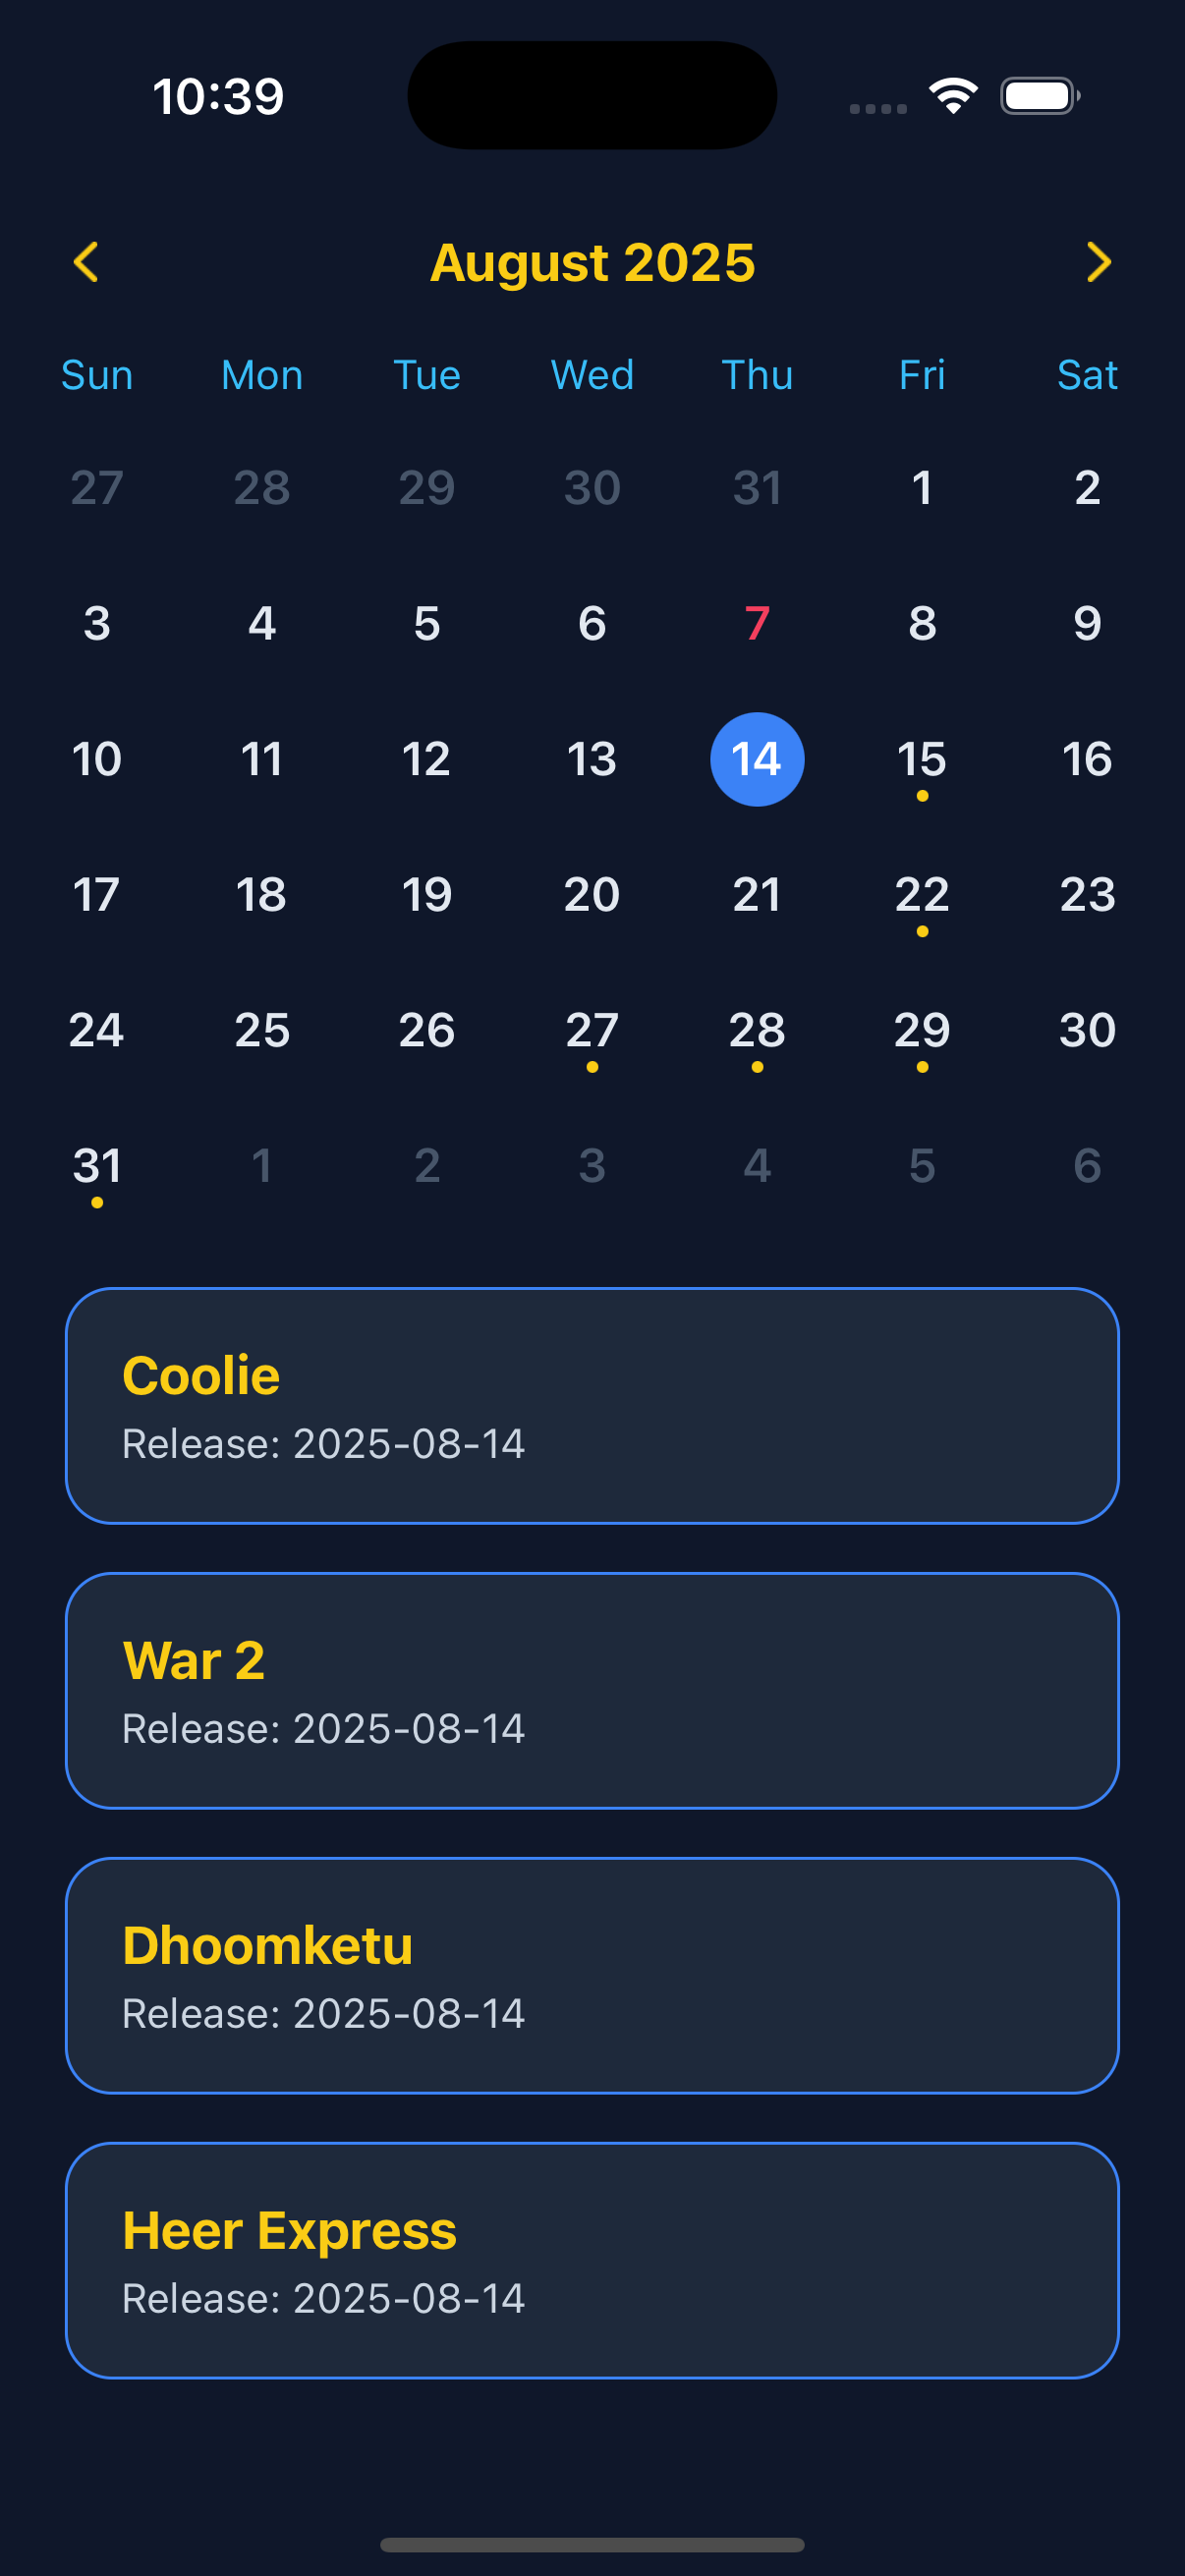 10:39
August 2025
Sun Mon Tue Wed Thu Fri Sat
27 28 29 30 31 1 2
3 4 5 6 7 8 9
10 11 12 13 14 15 16
17 18 19 20 21 22 23
24 25 26 27 28 29 30
31 1 2 3 4 5 6
Coolie
Release: 2025-08-14
War 2
Release: 2025-08-14
Dhoomketu
Release: 2025-08-14
Heer Express
Release: 2025-08-14